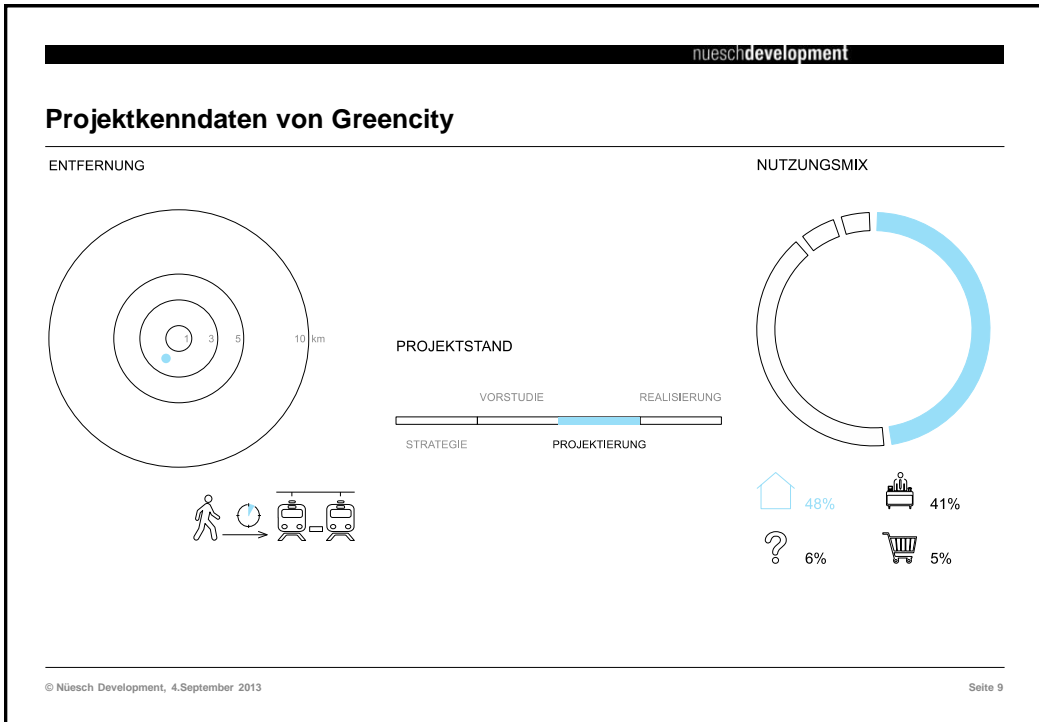 nueschdevelopment
Projektkenndaten von Greencity
ENTFERNUNG
1 3 5 10 km
PROJEKTSTAND
VORSTUDIE REALISIERUNG
STRATEGIE PROJEKTIERUNG
NUTZUNGSMIX
48% 41%
6% 5%
© Nüesch Development, 4.September 2013 Seite 9